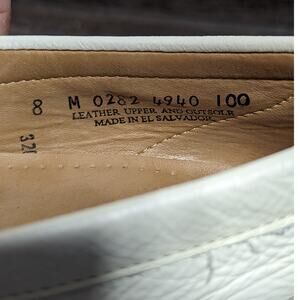 8 M 0282 4940 100
LEATHER UPPER AND OUTSOLE
MADE IN EL SALVADOR